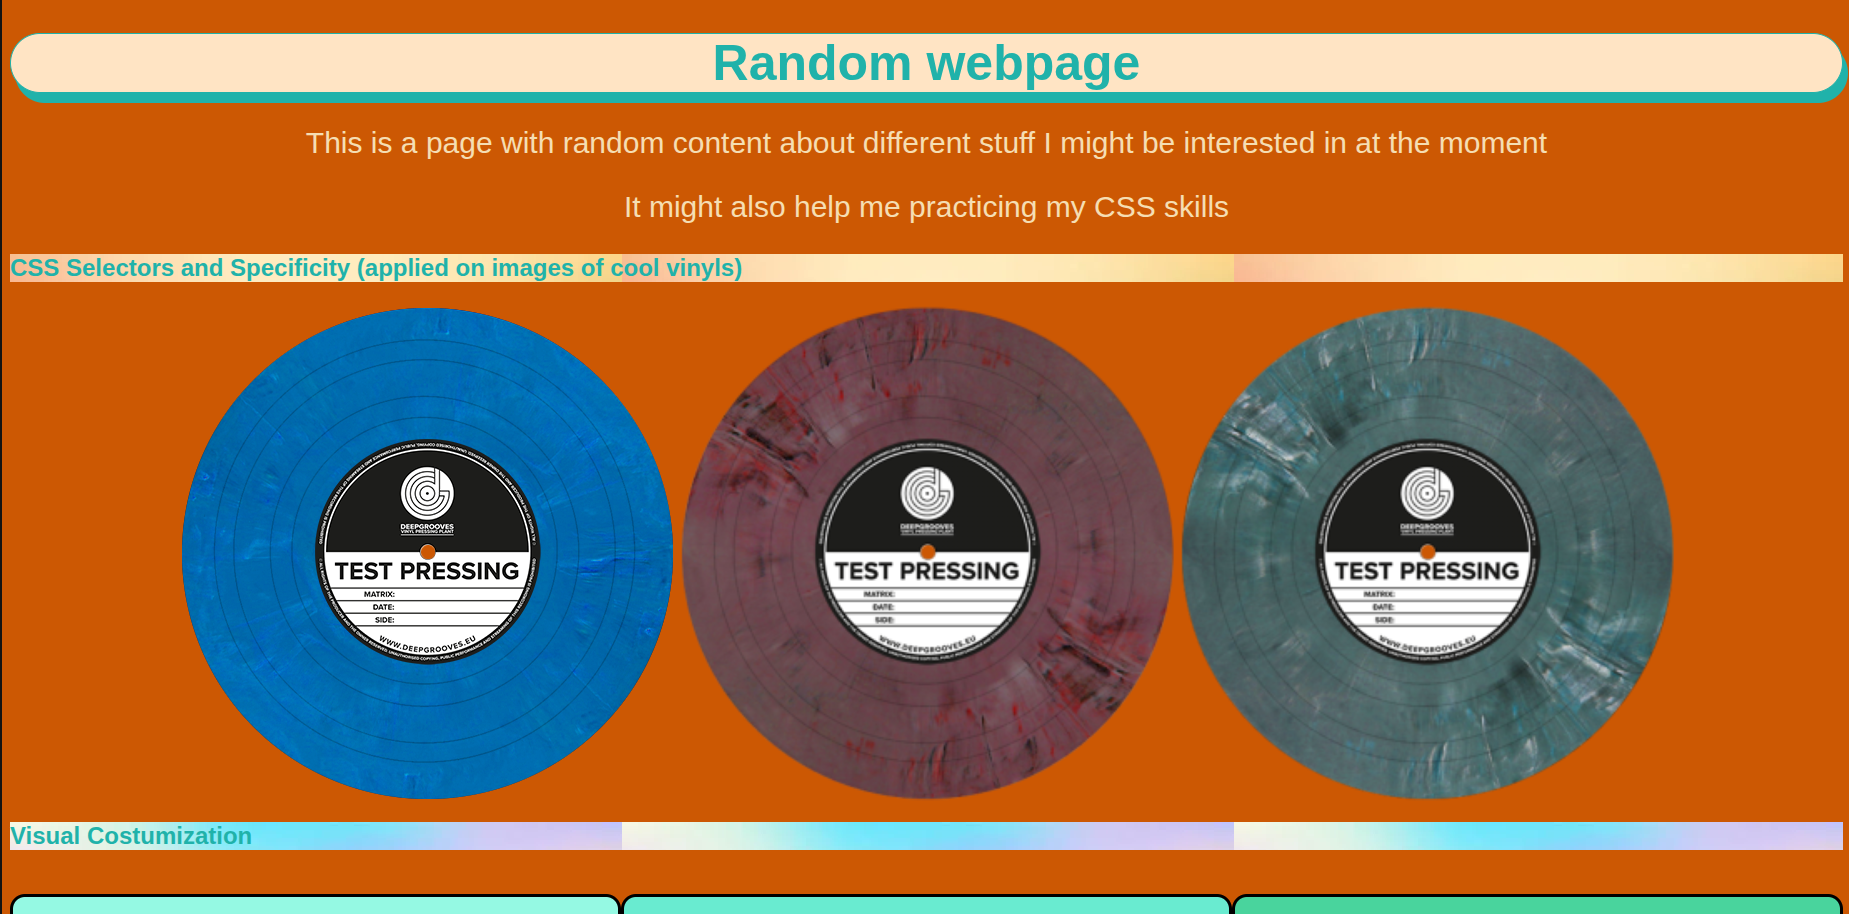 Random webpage
This is a page with random content about different stuff I might be interested in at the moment
It might also help me practicing my CSS skills
CSS Selectors and Specificity (applied on images of cool vinyls)
DEEPGROOVES
VINYL PRESSING PLANT
TEST PRESSING
MATRIX:
DATE:
SIDE:
WWW.DEEPGROOVES.EU
DEEPGROOVES
VINYL PRESSING PLANT
TEST PRESSING
MATRIX:
DATE:
SIDE:
WWW.DEEPGROOVES.EU
DEEPGROOVES
VINYL PRESSING PLANT
TEST PRESSING
MATRIX:
DATE:
SIDE:
WWW.DEEPGROOVES.EU
Visual Costumization